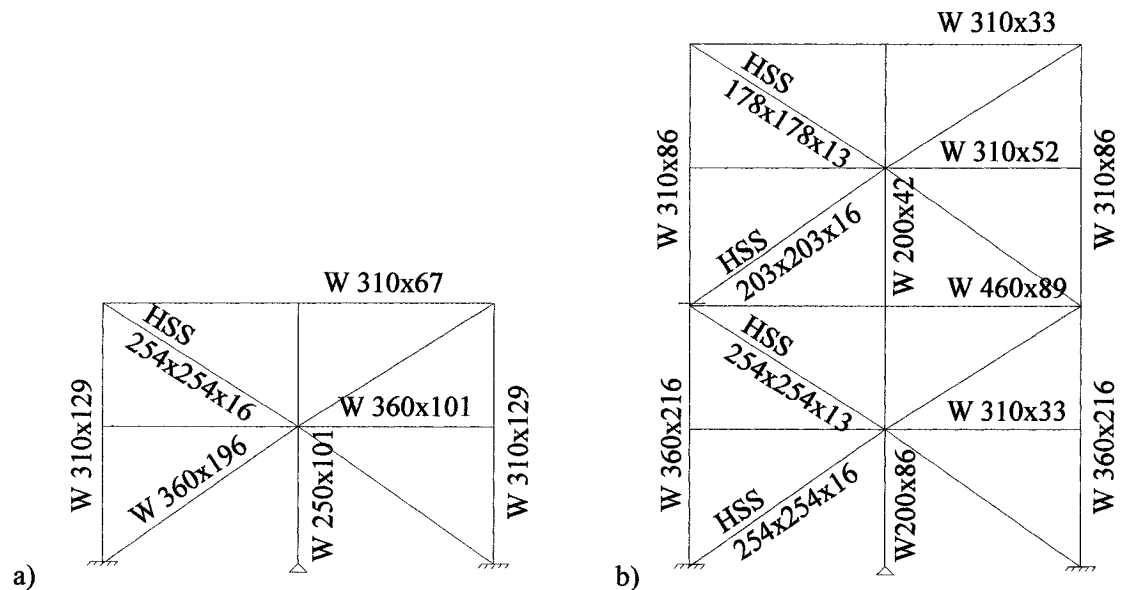 W 310x67
HSS
254x254x16
W 360x101
W 310x129
W 360x196
W 250x101
W 310x129
a)
W 310x33
HSS
178x178x13
W 310x86
W 310x52
W 310x86
HSS
203x203x16
W 200x42
W 460x89
HSS
254x254x13
W 310x33
W 360x216
HSS
254x254x16
W200x86
W 360x216
b)